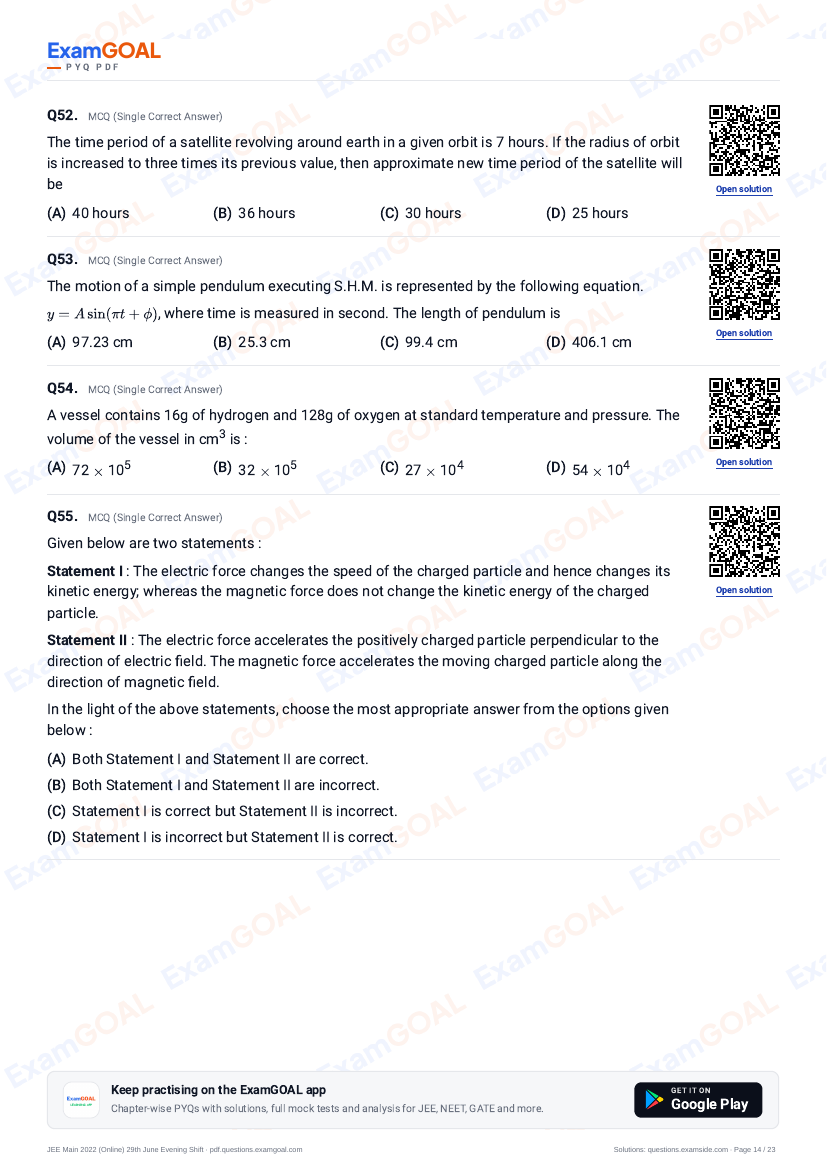 ExamGOAL
PYQ PDF
Q52. MCQ (Single Correct Answer)
The time period of a satellite revolving around earth in a given orbit is 7 hours. If the radius of orbit
is increased to three times its previous value, then approximate new time period of the satellite will
be
(A) 40 hours (B) 36 hours (C) 30 hours (D) 25 hours
Open solution
Q53. MCQ (Single Correct Answer)
The motion of a simple pendulum executing S.H.M. is represented by the following equation.
y = A sin(πt + ϕ), where time is measured in second. The length of pendulum is
(A) 97.23 cm (B) 25.3 cm (C) 99.4 cm (D) 406.1 cm
Open solution
Q54. MCQ (Single Correct Answer)
A vessel contains 16g of hydrogen and 128g of oxygen at standard temperature and pressure. The
volume of the vessel in cm³ is :
(A) 72 × 10⁵ (B) 32 × 10⁵ (C) 27 × 10⁴ (D) 54 × 10⁴
Open solution
Q55. MCQ (Single Correct Answer)
Given below are two statements :
Statement I : The electric force changes the speed of the charged particle and hence changes its
kinetic energy; whereas the magnetic force does not change the kinetic energy of the charged
particle.
Statement II : The electric force accelerates the positively charged particle perpendicular to the
direction of electric field. The magnetic force accelerates the moving charged particle along the
direction of magnetic field.
In the light of the above statements, choose the most appropriate answer from the options given
below :
(A) Both Statement I and Statement II are correct.
(B) Both Statement I and Statement II are incorrect.
(C) Statement I is correct but Statement II is incorrect.
(D) Statement I is incorrect but Statement II is correct.
Open solution
ExamGOAL
Keep practising on the ExamGOAL app
Chapter-wise PYQs with solutions, full mock tests and analysis for JEE, NEET, GATE and more.
GET IT ON
Google Play
JEE Main 2022 (Online) 29th June Evening Shift · pdf.questions.examgoal.com
Solutions: questions.examside.com · Page 14 / 23